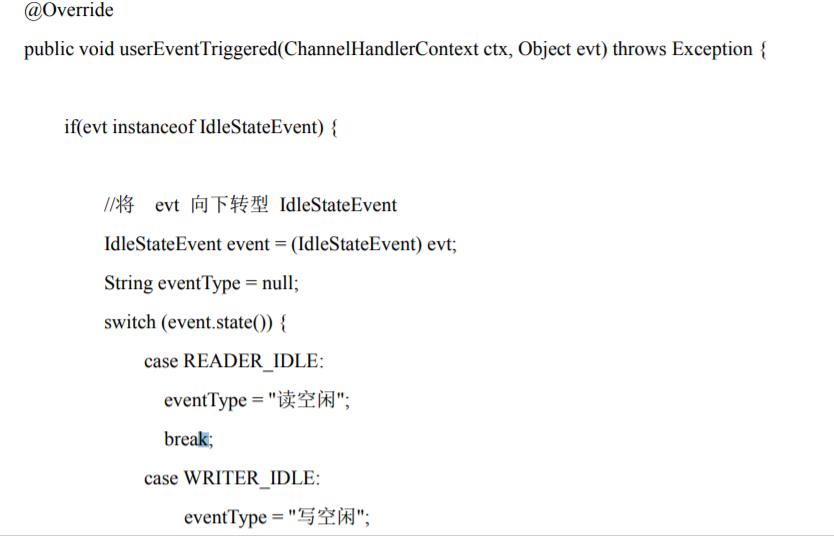 @Override
public void userEventTriggered(ChannelHandlerContext ctx, Object evt) throws Exception {
if(evt instanceof IdleStateEvent) {
//将 evt 向下转型 IdleStateEvent
IdleStateEvent event = (IdleStateEvent) evt;
String eventType = null;
switch (event.state()) {
case READER_IDLE:
eventType = "读空闲";
break;
case WRITER_IDLE:
eventType = "写空闲";